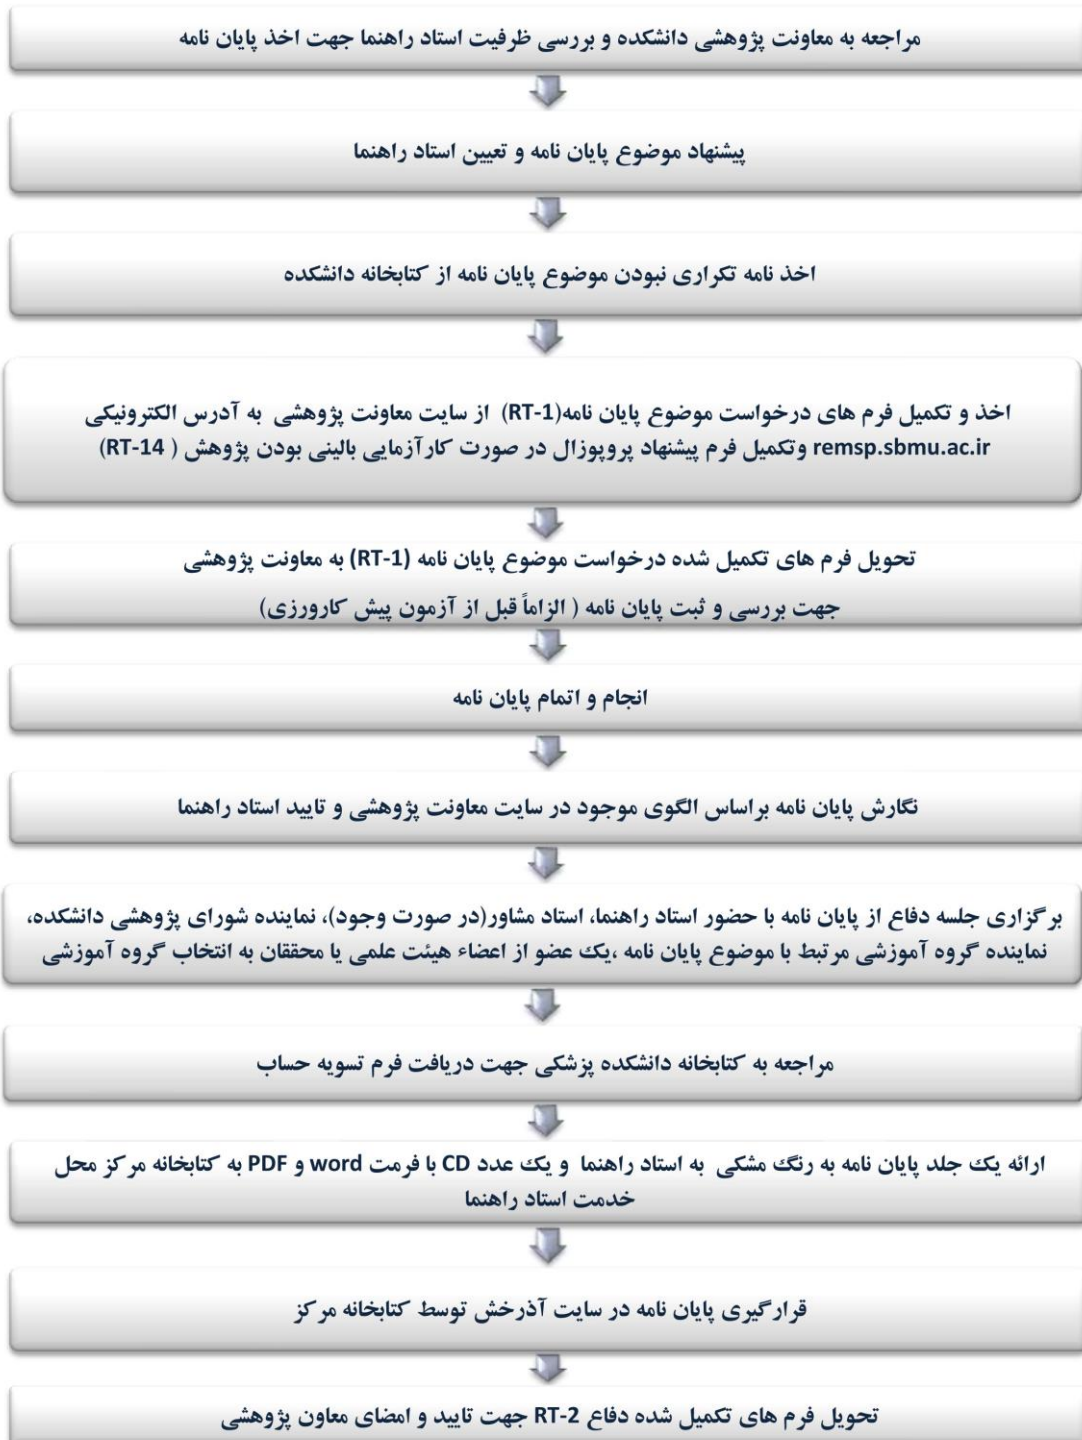 مراجعه به معاونت پژوهشی دانشکده و بررسی ظرفیت استاد راهنما جهت اخذ پایان نامه
پیشنهاد موضوع پایان نامه و تعیین استاد راهنما
اخذ نامه تکراری نبودن موضوع پایان نامه از کتابخانه دانشکده
اخذ و تکمیل فرم های درخواست موضوع پایان نامه(RT-1) از سایت معاونت پژوهشی به آدرس الکترونیکی
remsp.sbmu.ac.ir وتکمیل فرم پیشنهاد پروپوزال در صورت کارآزمایی بالینی بودن پژوهش ( RT-14)
تحویل فرم های تکمیل شده درخواست موضوع پایان نامه (RT-1) به معاونت پژوهشی
جهت بررسی و ثبت پایان نامه ( الزاماً قبل از آزمون پیش کارورزی)
انجام و اتمام پایان نامه
نگارش پایان نامه براساس الگوی موجود در سایت معاونت پژوهشی و تایید استاد راهنما
برگزاری جلسه دفاع از پایان نامه با حضور استاد راهنما، استاد مشاور(در صورت وجود)، نماینده شورای پژوهشی دانشکده،
نماینده گروه آموزشی مرتبط با موضوع پایان نامه ،یک عضو از اعضاء هیئت علمی یا محققان به انتخاب گروه آموزشی
مراجعه به کتابخانه دانشکده پزشکی جهت دریافت فرم تسویه حساب
ارائه یک جلد پایان نامه به رنگ مشکی به استاد راهنما و یک عدد CD با فرمت word و PDF به کتابخانه مرکز محل
خدمت استاد راهنما
قرارگیری پایان نامه در سایت آذرخش توسط کتابخانه مرکز
تحویل فرم های تکمیل شده دفاع RT-2 جهت تایید و امضای معاون پژوهشی